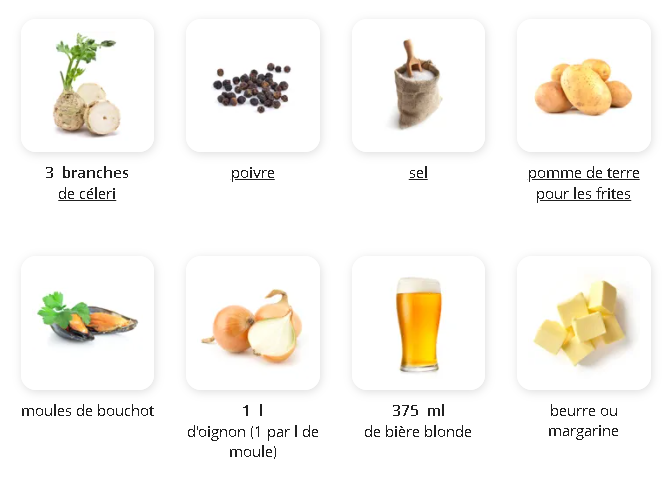 3 branches
de céleri
poivre
sel
pomme de terre
pour les frites
moules de bouchot
1 l
d'oignon (1 par l de
moule)
375 ml
de bière blonde
beurre ou
margarine